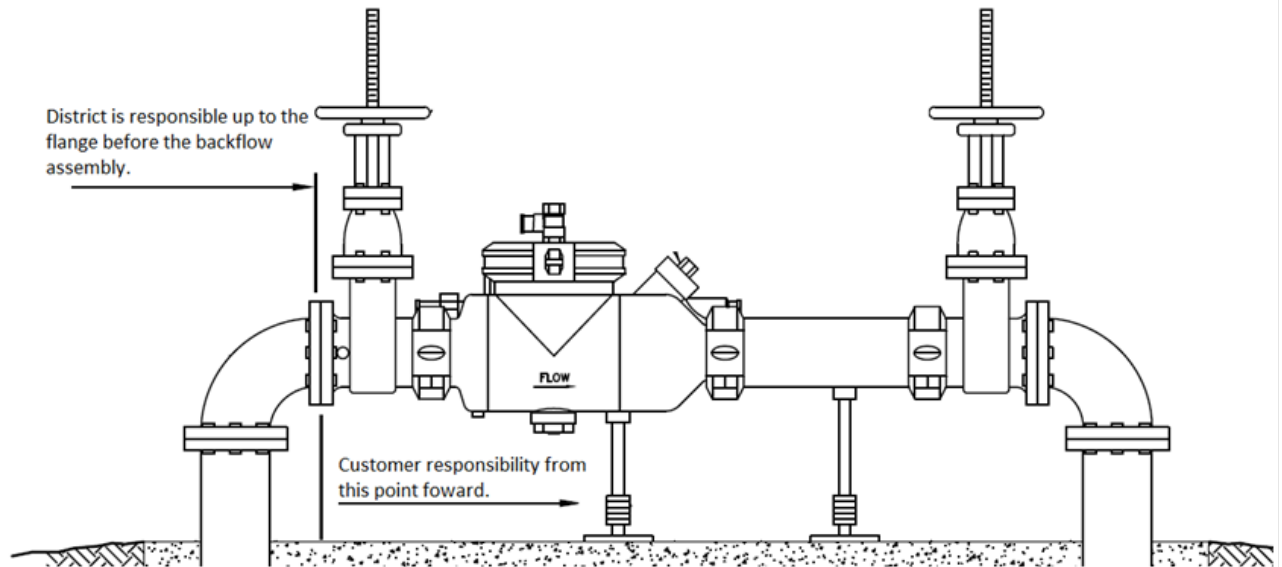 District is responsible up to the
flange before the backflow
assembly.
FLOW
Customer responsibility from
this point foward.